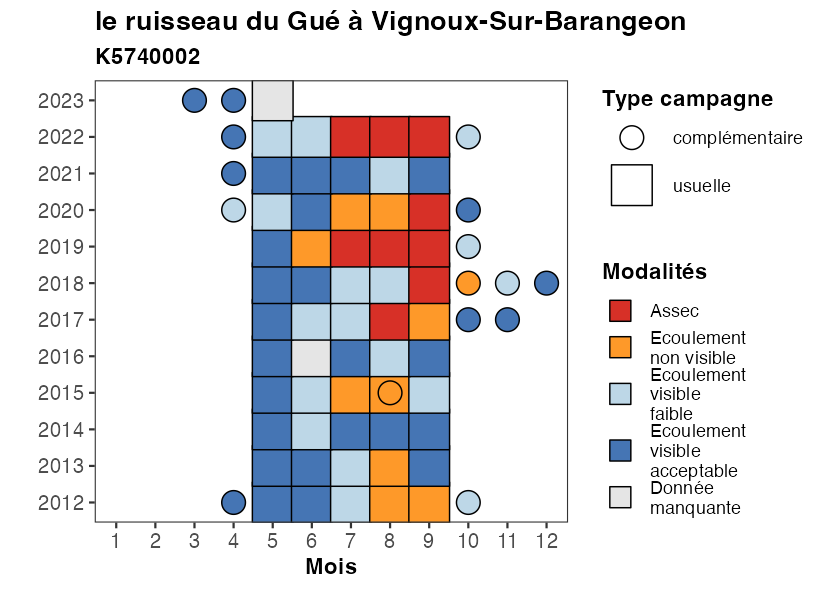 le ruisseau du Gué à Vignoux-Sur-Barangeon
K5740002
2023
2022
2021
2020
2019
2018
2017
2016
2015
2014
2013
2012
1 2 3 4 5 6 7 8 9 10 11 12
Mois
Type campagne
complémentaire
usuelle
Modalités
Assec
Ecoulement
non visible
Ecoulement
visible
faible
Ecoulement
visible
acceptable
Donnée
manquante